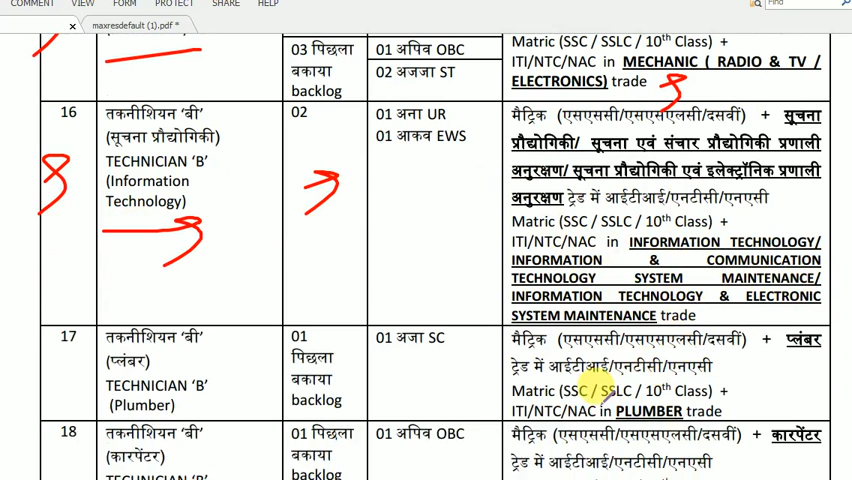 COMMENT VIEW FORM PROTECT SHARE HELP
Find
maxresdefault (1).pdf *
03 पिछला
बकाया
backlog
01 अपिव OBC
02 अजजा ST
Matric (SSC / SSLC / 10th Class) +
ITI/NTC/NAC in MECHANIC ( RADIO & TV /
ELECTRONICS) trade
16
तकनीशियन ‘बी’
(सूचना प्रौद्योगिकी)
TECHNICIAN ‘B’
(Information
Technology)
02
01 अना UR
01 आकव EWS
मैट्रिक (एसएससी/एसएसएलसी/दसवीं) + सूचना
प्रौद्योगिकी/ सूचना एवं संचार प्रौद्योगिकी प्रणाली
अनुरक्षण/ सूचना प्रौद्योगिकी एवं इलेक्ट्रॉनिक प्रणाली
अनुरक्षण ट्रेड में आईटीआई/एनटीसी/एनएसी
Matric (SSC / SSLC / 10th Class) +
ITI/NTC/NAC in INFORMATION TECHNOLOGY/
INFORMATION & COMMUNICATION
TECHNOLOGY SYSTEM MAINTENANCE/
INFORMATION TECHNOLOGY & ELECTRONIC
SYSTEM MAINTENANCE trade
17
तकनीशियन ‘बी’
(प्लंबर)
TECHNICIAN ‘B’
(Plumber)
01
पिछला
बकाया
backlog
01 अजा SC
मैट्रिक (एसएससी/एसएसएलसी/दसवीं) + प्लंबर
ट्रेड में आईटीआई/एनटीसी/एनएसी
Matric (SSC / SSLC / 10th Class) +
ITI/NTC/NAC in PLUMBER trade
18
तकनीशियन ‘बी’
(कारपेंटर)
TECHNICIAN ‘B’
01 पिछला
बकाया
backlog
01 अपिव OBC
मैट्रिक (एसएससी/एसएसएलसी/दसवीं) + कारपेंटर
ट्रेड में आईटीआई/एनटीसी/एनएसी